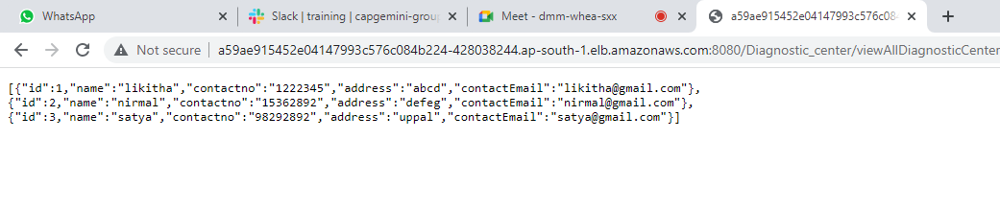 WhatsApp
Slack | training | capgemini-grou
Meet - dmm-whea-sxx
a59ae915452e04147993c576c084
Not secure | a59ae915452e04147993c576c084b224-428038244.ap-south-1.elb.amazonaws.com:8080/Diagnostic_center/viewAllDiagnosticCenter
[{"id":1,"name":"likitha","contactno":"1222345","address":"abcd","contactEmail":"likitha@gmail.com"},
{"id":2,"name":"nirmal","contactno":"15362892","address":"defeg","contactEmail":"nirmal@gmail.com"},
{"id":3,"name":"satya","contactno":"98292892","address":"uppal","contactEmail":"satya@gmail.com"}]